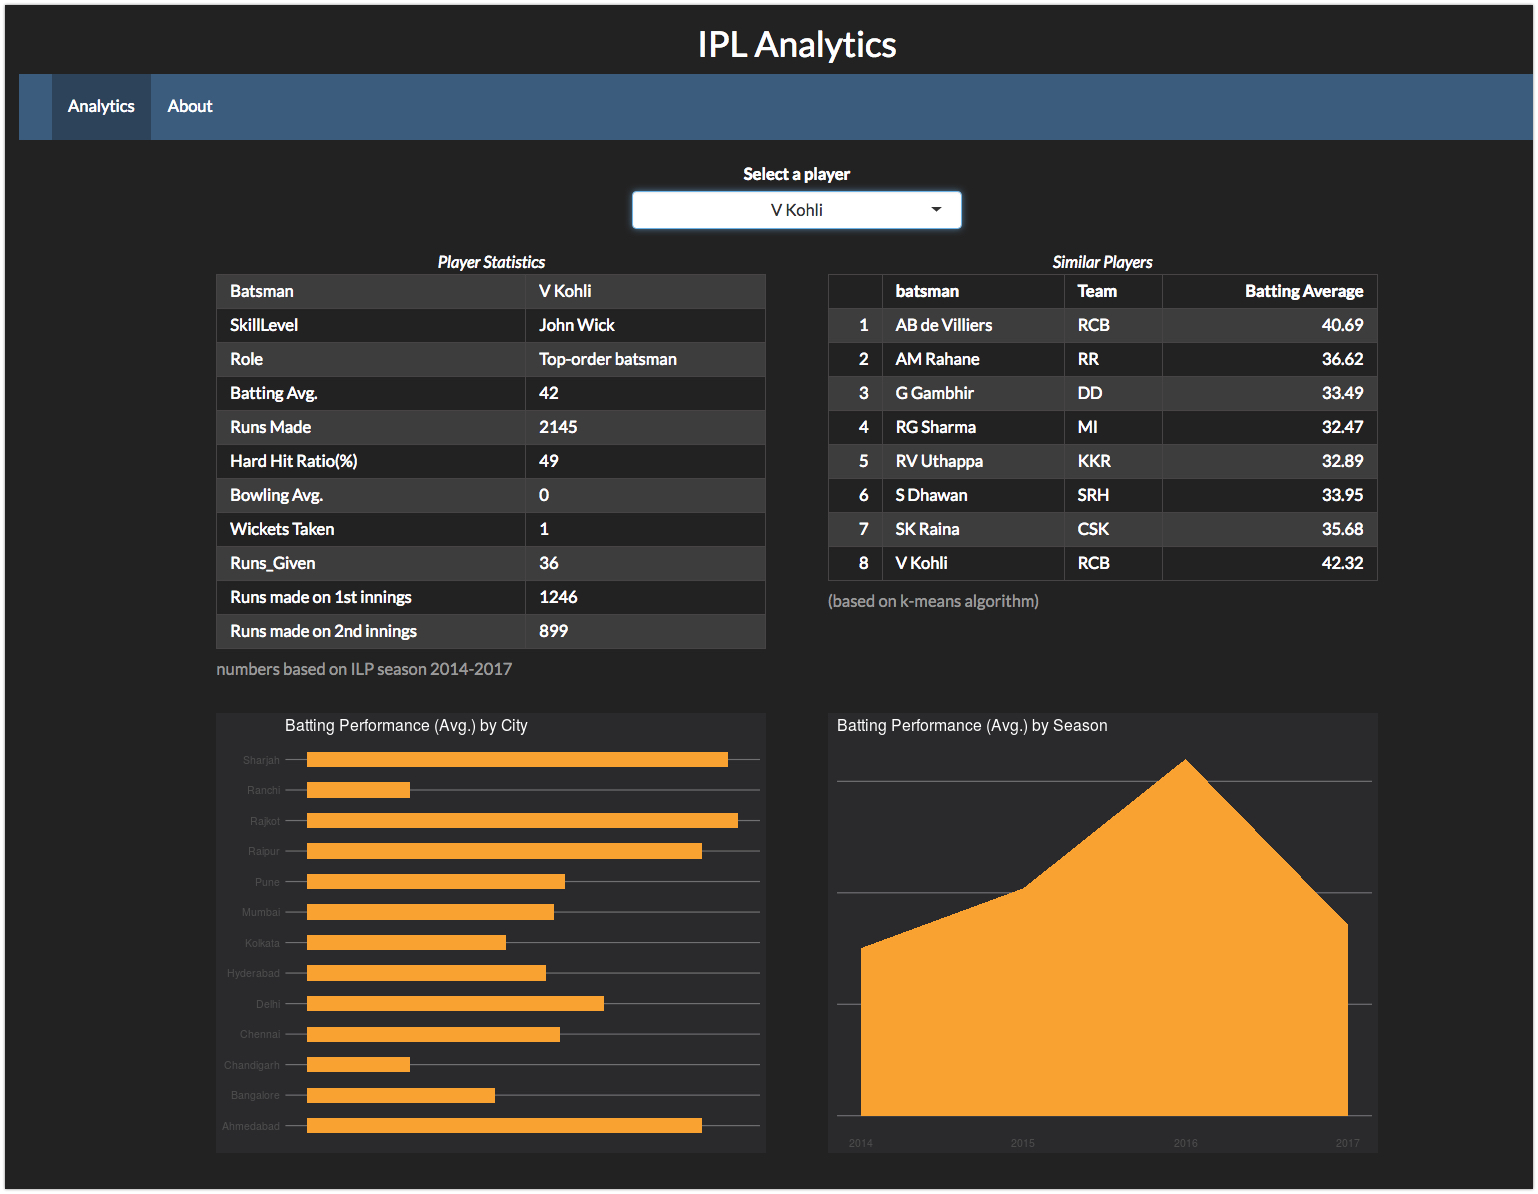 IPL Analytics
Analytics About
Select a player
V Kohli
Player Statistics
Batsman V Kohli
SkillLevel John Wick
Role Top-order batsman
Batting Avg. 42
Runs Made 2145
Hard Hit Ratio(%) 49
Bowling Avg. 0
Wickets Taken 1
Runs_Given 36
Runs made on 1st innings 1246
Runs made on 2nd innings 899
numbers based on ILP season 2014-2017
Similar Players
batsman Team Batting Average
1 AB de Villiers RCB 40.69
2 AM Rahane RR 36.62
3 G Gambhir DD 33.49
4 RG Sharma MI 32.47
5 RV Uthappa KKR 32.89
6 S Dhawan SRH 33.95
7 SK Raina CSK 35.68
8 V Kohli RCB 42.32
(based on k-means algorithm)
Batting Performance (Avg.) by City
Sharjah
Ranchi
Rajkot
Raipur
Pune
Mumbai
Kolkata
Hyderabad
Delhi
Chennai
Chandigarh
Bangalore
Ahmedabad
Batting Performance (Avg.) by Season
2014 2015 2016 2017